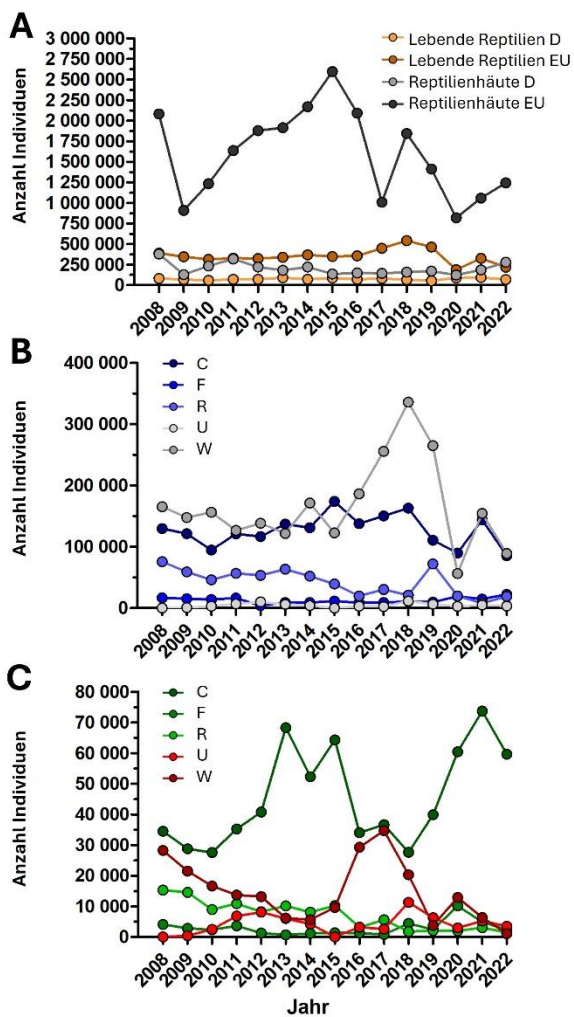 A
Anzahl Individuen
3 000 000
2 750 000
2 500 000
2 250 000
2 000 000
1 750 000
1 500 000
1 250 000
1 000 000
750 000
500 000
250 000
0
Lebende Reptilien D
Lebende Reptilien EU
Reptilienhäute D
Reptilienhäute EU
2008 2009 2010 2011 2012 2013 2014 2015 2016 2017 2018 2019 2020 2021 2022
B
Anzahl Individuen
400 000
300 000
200 000
100 000
0
C
F
R
U
W
2008 2009 2010 2011 2012 2013 2014 2015 2016 2017 2018 2019 2020 2021 2022
C
Anzahl Individuen
80 000
70 000
60 000
50 000
40 000
30 000
20 000
10 000
0
C
F
R
U
W
2008 2009 2010 2011 2012 2013 2014 2015 2016 2017 2018 2019 2020 2021 2022
Jahr